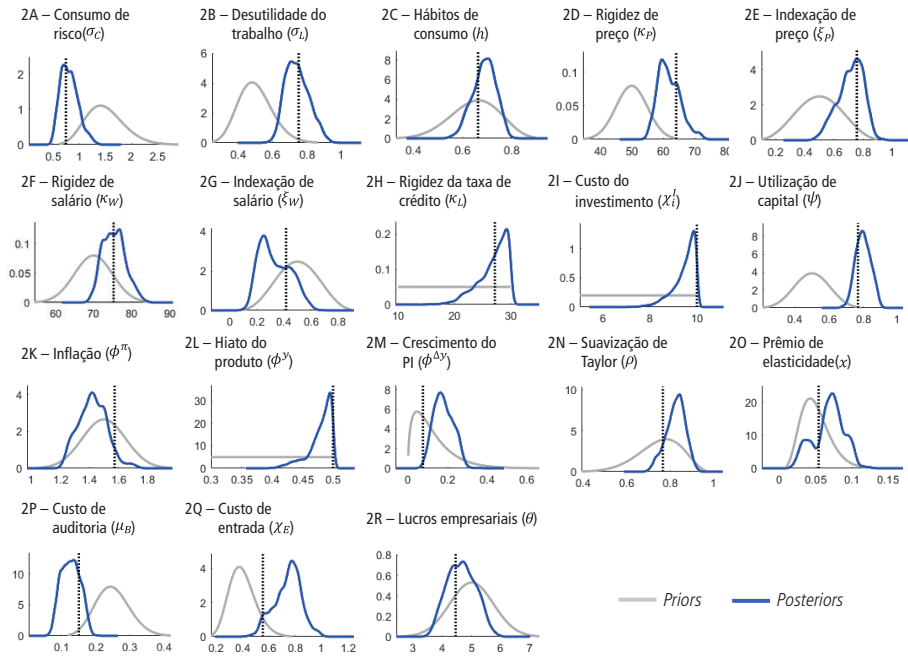 2A – Consumo de
risco(σC)
2B – Desutilidade do
trabalho (σL)
2C – Hábitos de
consumo (h)
2D – Rigidez de
preço (κP)
2E – Indexação de
preço (ξP)
2
1
0
0.5 1 1.5 2 2.5
6
4
2
0
0.4 0.6 0.8 1
8
6
4
2
0
0.4 0.6 0.8
0.1
0.05
0
40 50 60 70 80
4
2
0
0.2 0.4 0.6 0.8 1
2F – Rigidez de
salário (κW)
2G – Indexação de
salário (ξW)
2H – Rigidez da taxa de
crédito (κL)
2I – Custo do
investimento (χiI)
2J – Utilização de
capital (ψ)
0.1
0.05
0
60 70 80 90
4
2
0
0 0.2 0.4 0.6 0.8
0.2
0.1
0
10 15 20 25 30 35
1
0.5
0
6 8 10 12
8
6
4
2
0
0.4 0.6 0.8 1
2K – Inflação (ϕπ)
2L – Hiato do
produto (ϕy)
2M – Crescimento do
PI (ϕΔy)
2N – Suavização de
Taylor (ρ)
2O – Prêmio de
elasticidade(x)
4
2
0
1 1.2 1.4 1.6 1.8
30
20
10
0
0.3 0.4 0.5 0.6
8
6
4
2
0
0 0.2 0.4 0.6
10
5
0
0.4 0.6 0.8 1
30
20
10
0
0 0.05 0.1 0.15
2P – Custo de
auditoria (μB)
2Q – Custo de
entrada (χE)
2R – Lucros empresariais (θ)
10
5
0
0.1 0.2 0.3 0.4
4
2
0
0.2 0.4 0.6 0.8 1 1.2
0.8
0.6
0.4
0.2
0
3 4 5 6 7
Priors
Posteriors